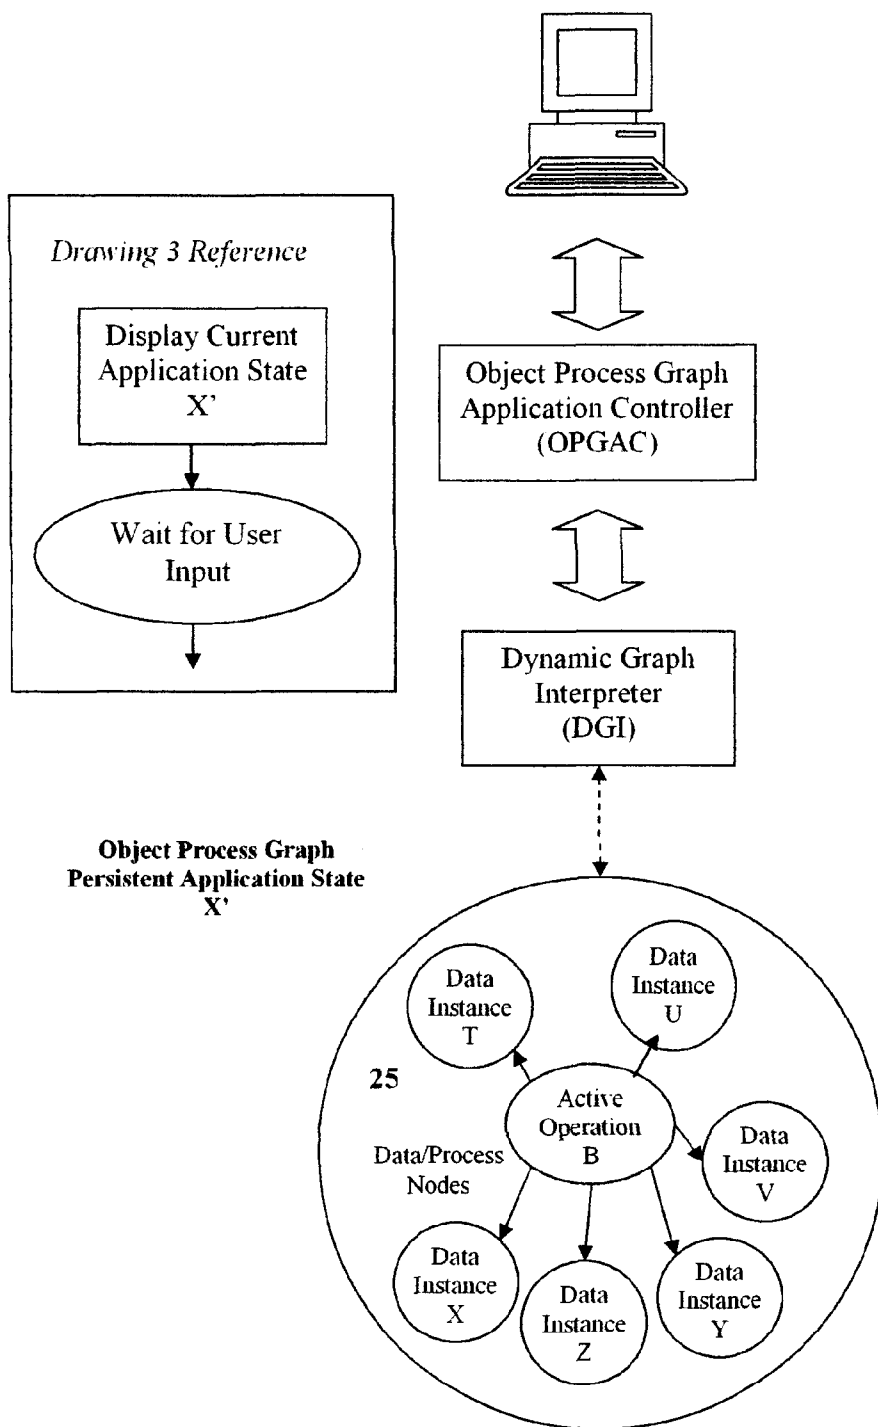 Drawing 3 Reference
Display Current
Application State
X'
Wait for User
Input
Object Process Graph
Application Controller
(OPGAC)
Dynamic Graph
Interpreter
(DGI)
Object Process Graph
Persistent Application State
X'
Data
Instance
T
Data
Instance
U
25
Active
Operation
B
Data/Process
Nodes
Data
Instance
V
Data
Instance
X
Data
Instance
Z
Data
Instance
Y